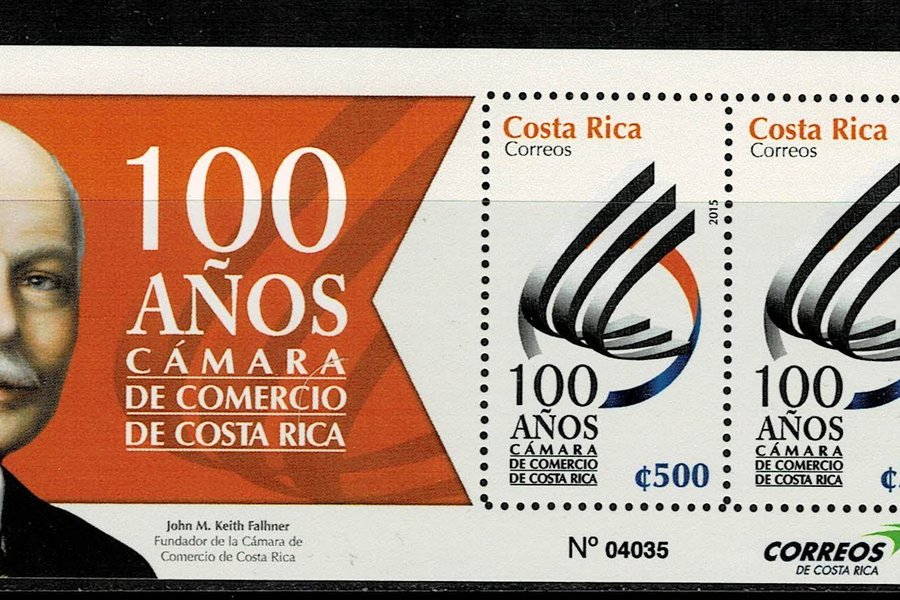 100
AÑOS
CÁMARA
DE COMERCIO
DE COSTA RICA
John M. Keith Falhner
Fundador de la Cámara de
Comercio de Costa Rica
Costa Rica
Correos
2015
100
AÑOS
CÁMARA
DE COMERCIO
DE COSTA RICA
¢500
Costa Rica
Correos
100
AÑOS
CÁMARA
DE COMERCIO
DE COSTA RICA
Nº 04035
CORREOS
DE COSTA RICA